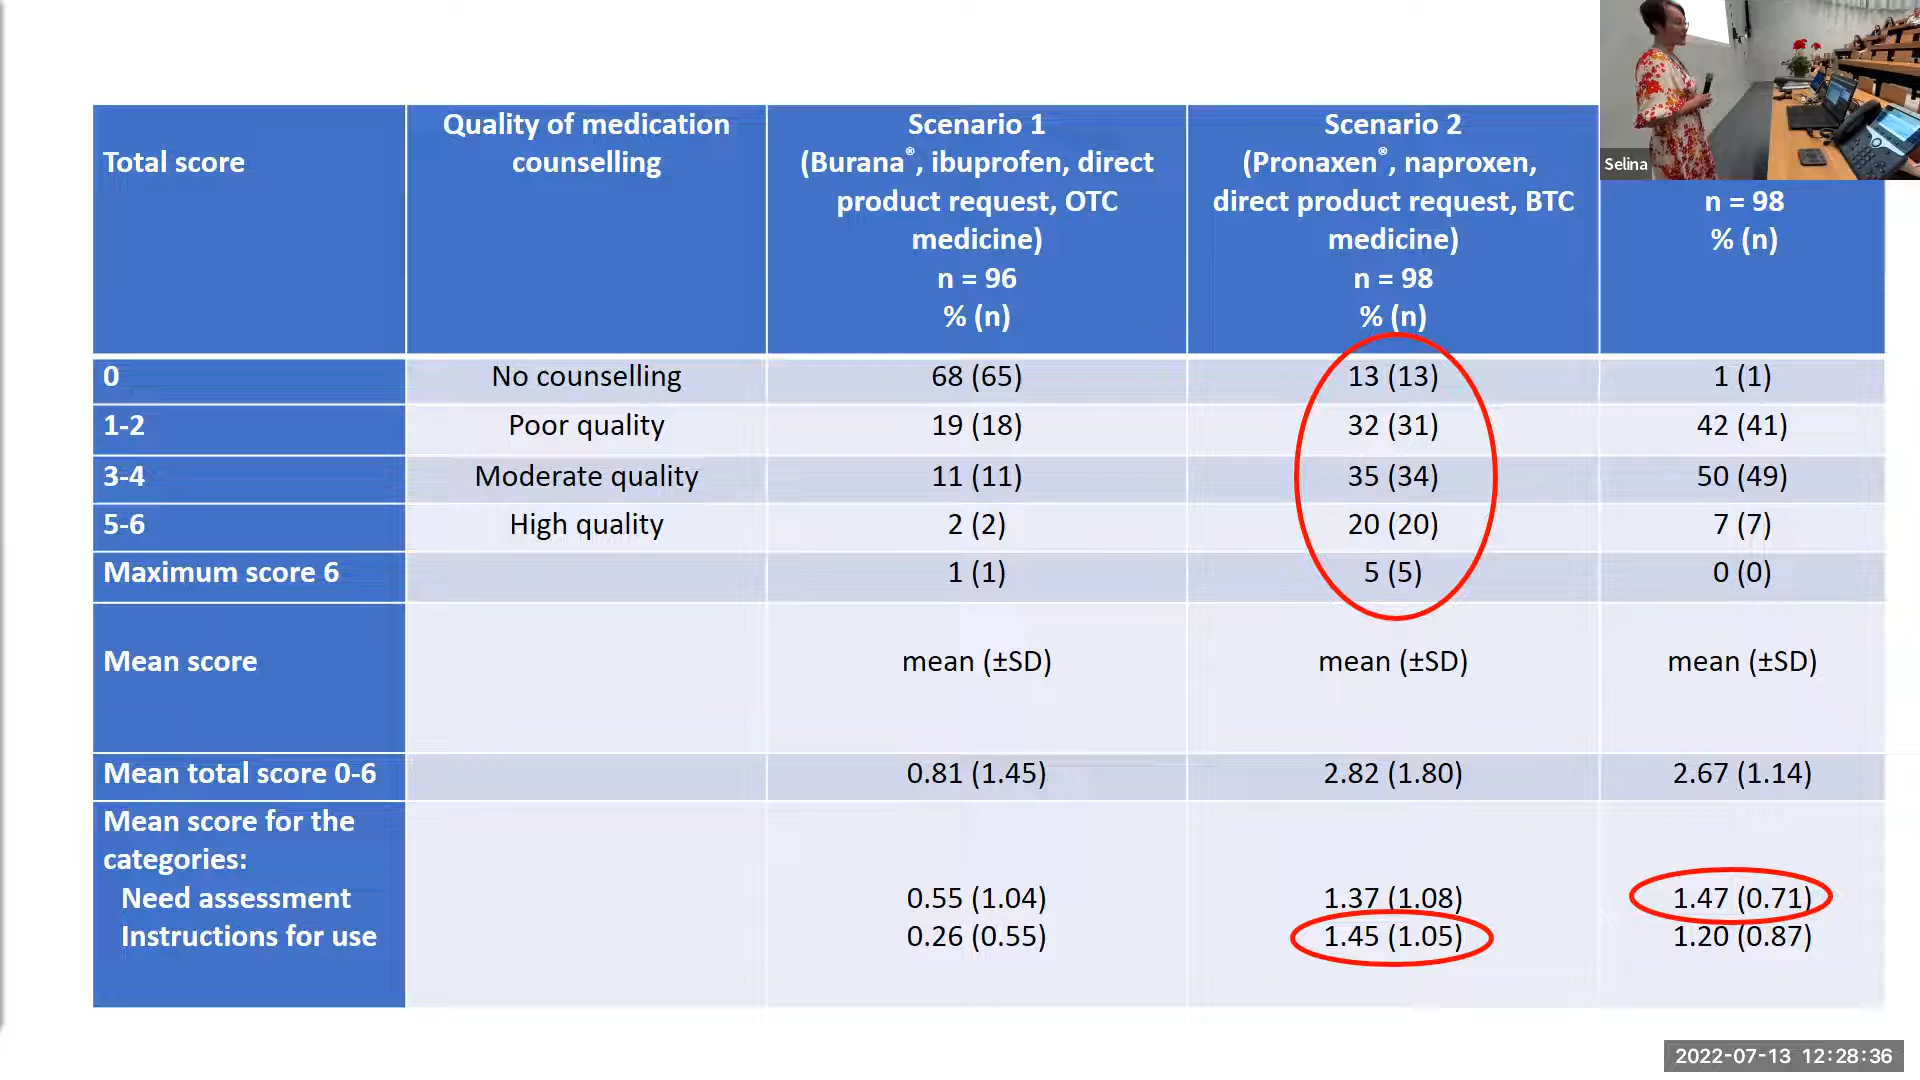 Selina
Total score
Quality of medication
counselling
Scenario 1
(Burana®, ibuprofen, direct
product request, OTC
medicine)
n = 96
% (n)
Scenario 2
(Pronaxen®, naproxen,
direct product request, BTC
medicine)
n = 98
% (n)
n = 98
% (n)
0 No counselling 68 (65) 13 (13) 1 (1)
1-2 Poor quality 19 (18) 32 (31) 42 (41)
3-4 Moderate quality 11 (11) 35 (34) 50 (49)
5-6 High quality 2 (2) 20 (20) 7 (7)
Maximum score 6 1 (1) 5 (5) 0 (0)
Mean score mean (±SD) mean (±SD) mean (±SD)
Mean total score 0-6 0.81 (1.45) 2.82 (1.80) 2.67 (1.14)
Mean score for the
categories:
Need assessment 0.55 (1.04) 1.37 (1.08) 1.47 (0.71)
Instructions for use 0.26 (0.55) 1.45 (1.05) 1.20 (0.87)
2022-07-13 12:28:36